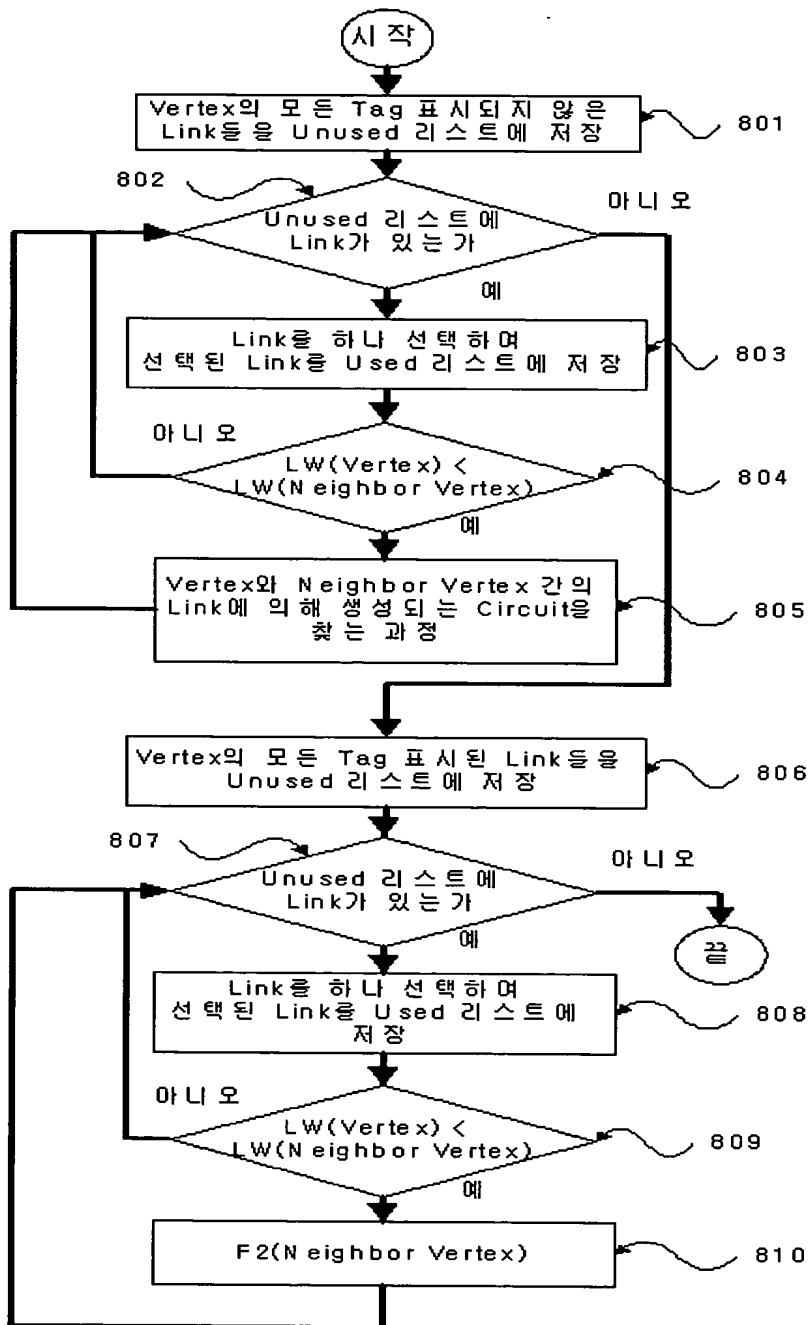 시작
Vertex의 모든 Tag 표시되지 않은
Link들을 Unused 리스트에 저장
801
802
아니오
Unused 리스트에
Link가 있는가
예
Link를 하나 선택하여
선택된 Link를 Used 리스트에 저장
803
아니오
LW(Vertex) <
LW(Neighbor Vertex)
804
예
Vertex와 Neighbor Vertex 간의
Link에 의해 생성되는 Circuit을
찾는 과정
805
Vertex의 모든 Tag 표시된 Link들을
Unused 리스트에 저장
806
807
아니오
Unused 리스트에
Link가 있는가
예
끝
Link를 하나 선택하여
선택된 Link를 Used 리스트에
저장
808
아니오
LW(Vertex) <
LW(Neighbor Vertex)
809
예
F2(Neighbor Vertex)
810